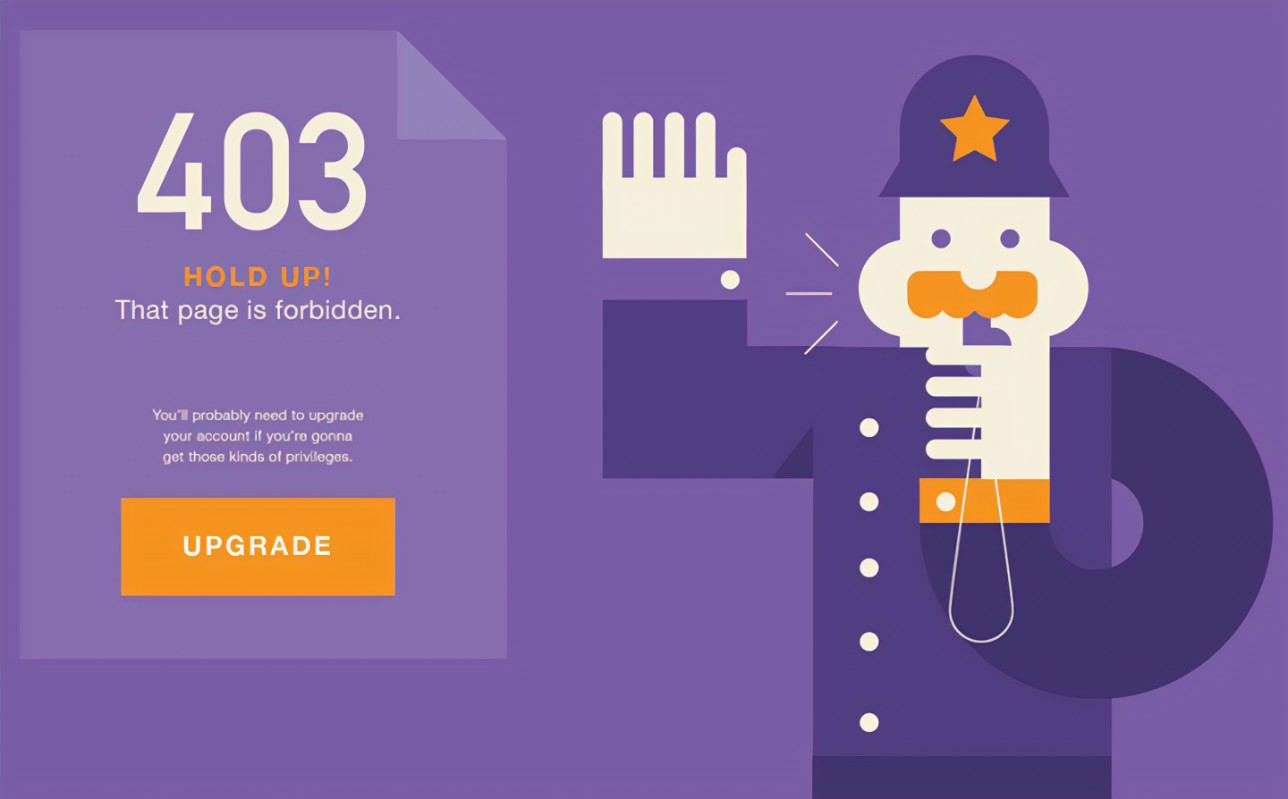 403
HOLD UP!
That page is forbidden.
You'll probably need to upgrade
your account if you're gonna
get those kinds of privileges.
UPGRADE